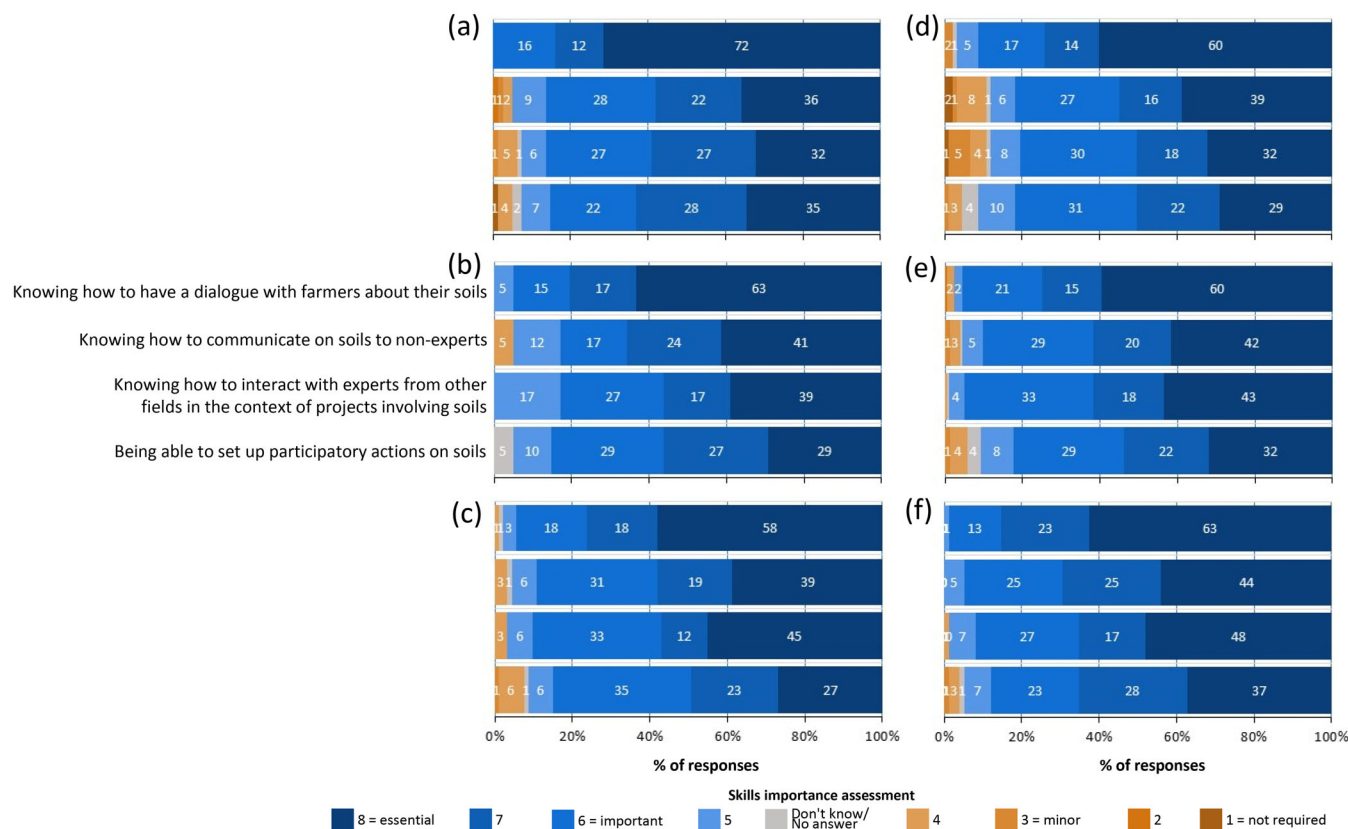 (a)
16 12 72
1 1 2 9 28 22 36
1 5 1 6 27 27 32
1 4 2 7 22 28 35
(d)
2 1 5 17 14 60
2 1 8 1 6 27 16 39
1 5 4 1 8 30 18 32
1 3 4 10 31 22 29
(b)
Knowing how to have a dialogue with farmers about their soils
5 15 17 63
Knowing how to communicate on soils to non-experts
5 12 17 24 41
Knowing how to interact with experts from other
fields in the context of projects involving soils
17 27 17 39
Being able to set up participatory actions on soils
5 10 29 27 29
(e)
2 2 21 15 60
1 3 5 29 20 42
4 33 18 43
1 4 4 8 29 22 32
(c)
1 3 18 18 58
3 1 6 31 19 39
3 6 33 12 45
1 6 1 6 35 23 27
0% 20% 40% 60% 80% 100%
% of responses
(f)
1 13 23 63
5 25 25 44
0 7 27 17 48
1 3 1 7 23 28 37
0% 20% 40% 60% 80% 100%
% of responses
Skills importance assessment
8 = essential 7 6 = important 5 Don't know/
No answer 4 3 = minor 2 1 = not required